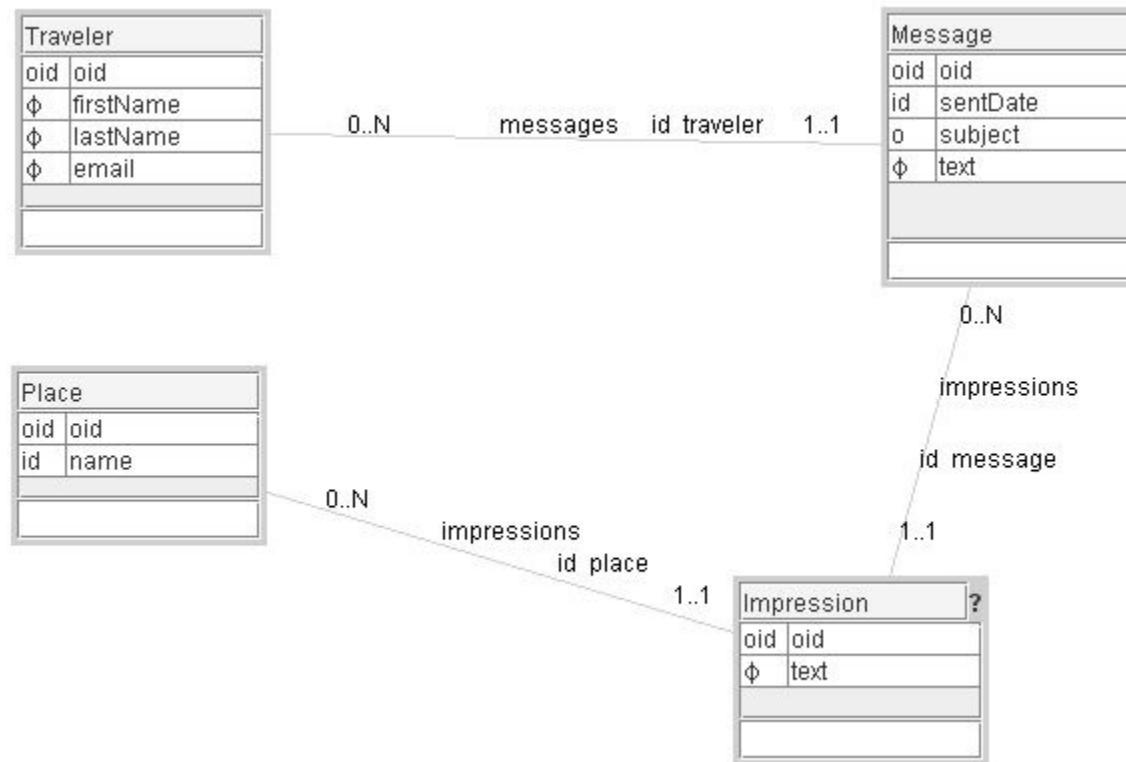 Traveler
oid oid
ϕ firstName
ϕ lastName
ϕ email
0..N messages id traveler 1..1
Message
oid oid
id sentDate
o subject
ϕ text
0..N
impressions
id message
1..1
Place
oid oid
id name
0..N
impressions
id place
1..1
Impression ?
oid oid
ϕ text